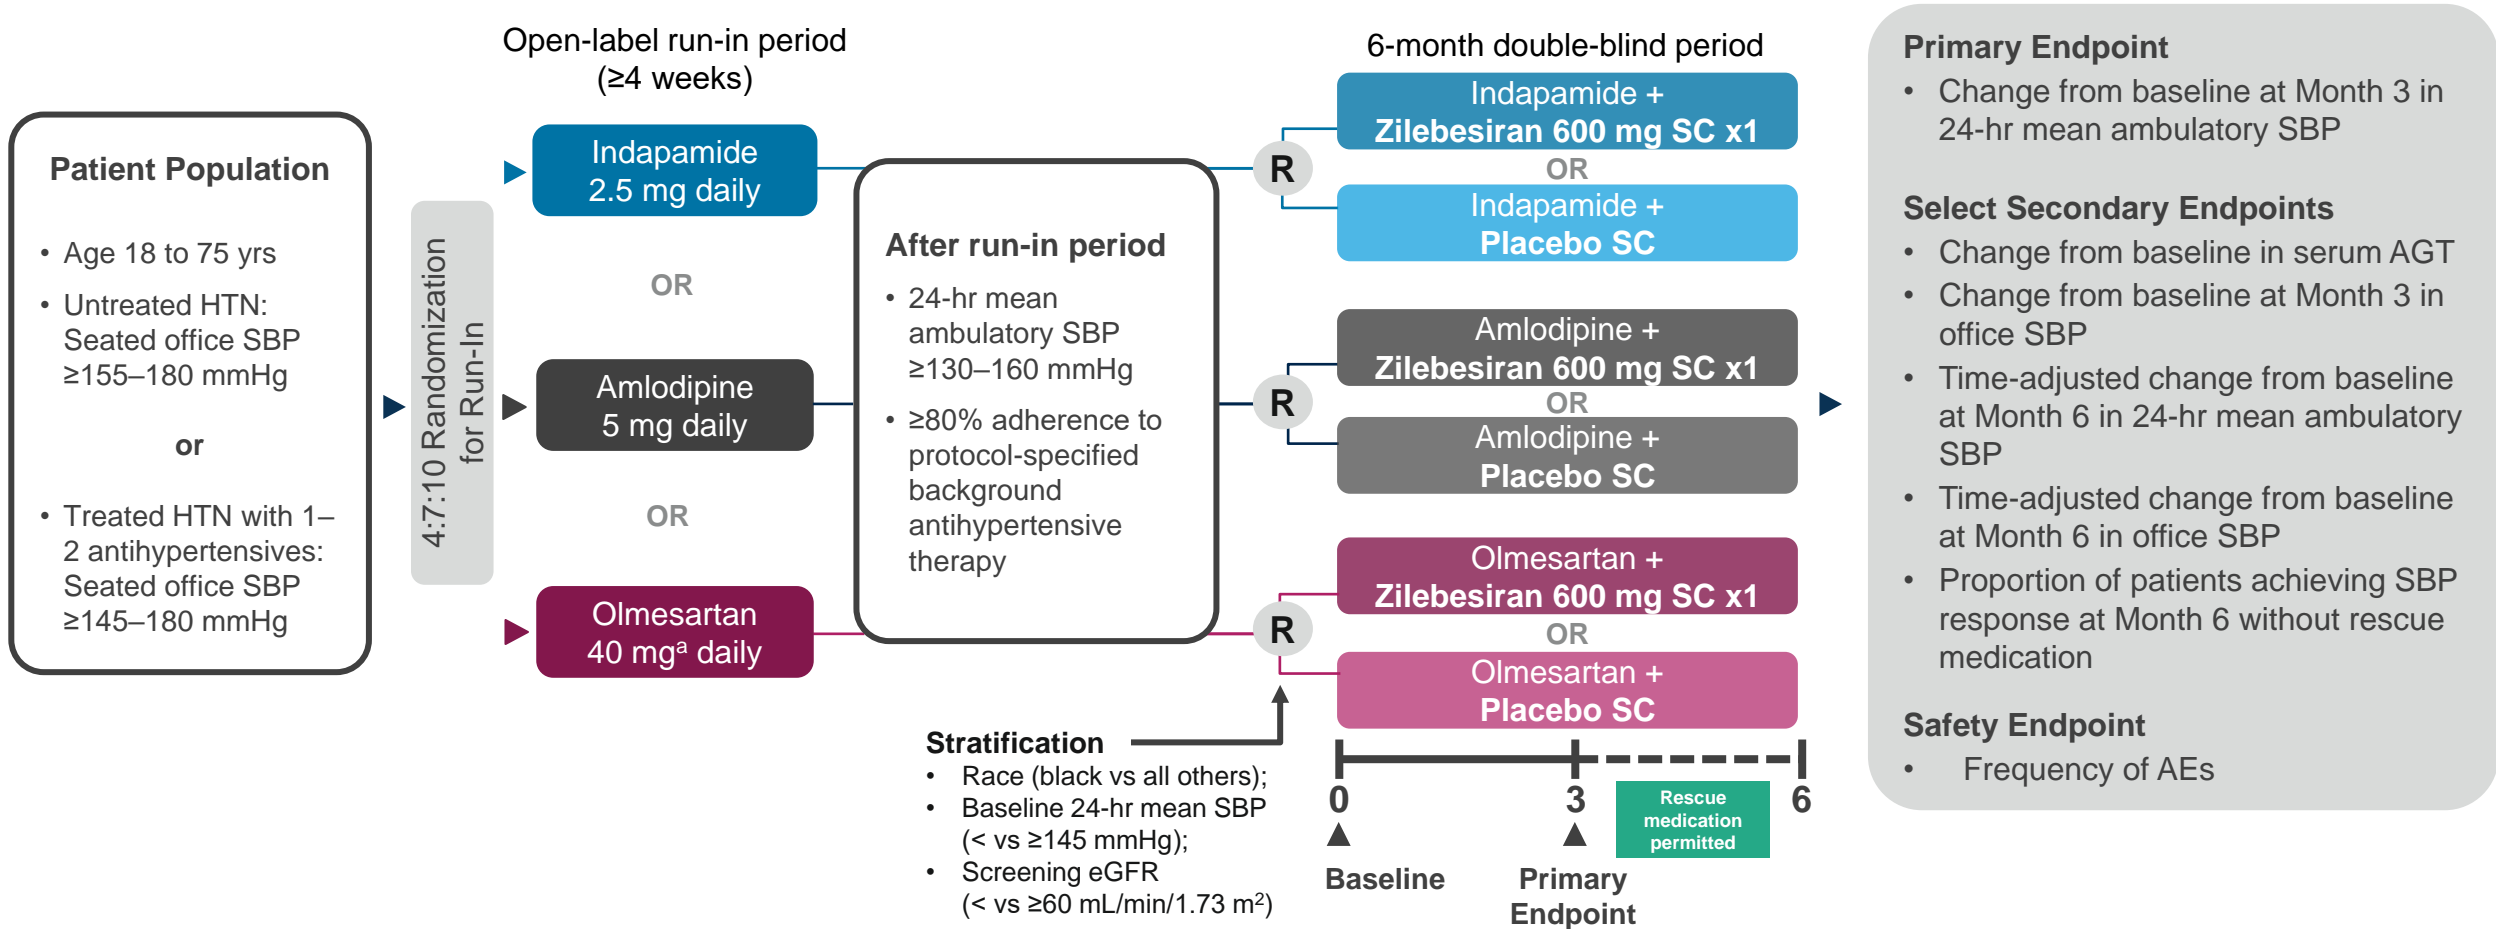 Open-label run-in period
(≥4 weeks)
6-month double-blind period
Patient Population
• Age 18 to 75 yrs
• Untreated HTN:
Seated office SBP
≥155–180 mmHg
or
• Treated HTN with 1–
2 antihypertensives:
Seated office SBP
≥145–180 mmHg
4:7:10 Randomization
for Run-In
Indapamide
2.5 mg daily
OR
Amlodipine
5 mg daily
OR
Olmesartan
40 mgᵃ daily
After run-in period
• 24-hr mean
ambulatory SBP
≥130–160 mmHg
• ≥80% adherence to
protocol-specified
background
antihypertensive
therapy
R
R
R
Indapamide +
Zilebesiran 600 mg SC x1
OR
Indapamide +
Placebo SC
Amlodipine +
Zilebesiran 600 mg SC x1
OR
Amlodipine +
Placebo SC
Olmesartan +
Zilebesiran 600 mg SC x1
OR
Olmesartan +
Placebo SC
Stratification
• Race (black vs all others);
• Baseline 24-hr mean SBP
(< vs ≥145 mmHg);
• Screening eGFR
(< vs ≥60 mL/min/1.73 m²)
0
3
6
Rescue
medication
permitted
Baseline
Primary
Endpoint
Primary Endpoint
• Change from baseline at Month 3 in
24-hr mean ambulatory SBP
Select Secondary Endpoints
• Change from baseline in serum AGT
• Change from baseline at Month 3 in
office SBP
• Time-adjusted change from baseline
at Month 6 in 24-hr mean ambulatory
SBP
• Time-adjusted change from baseline
at Month 6 in office SBP
• Proportion of patients achieving SBP
response at Month 6 without rescue
medication
Safety Endpoint
• Frequency of AEs